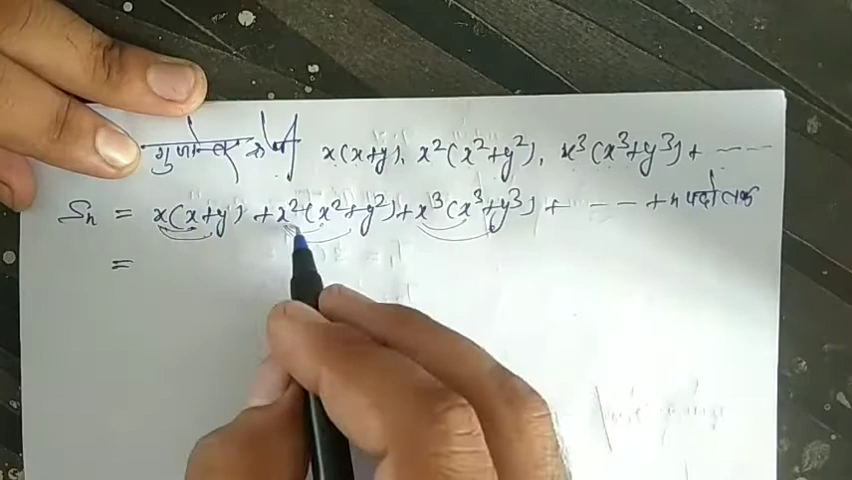 गुणोत्तर श्रेणी x(x+y), x²(x²+y²), x³(x³+y³)+ -----
Sn = x(x+y) + x²(x²+y²) + x³(x³+y³) + --- + n पदों तक
=